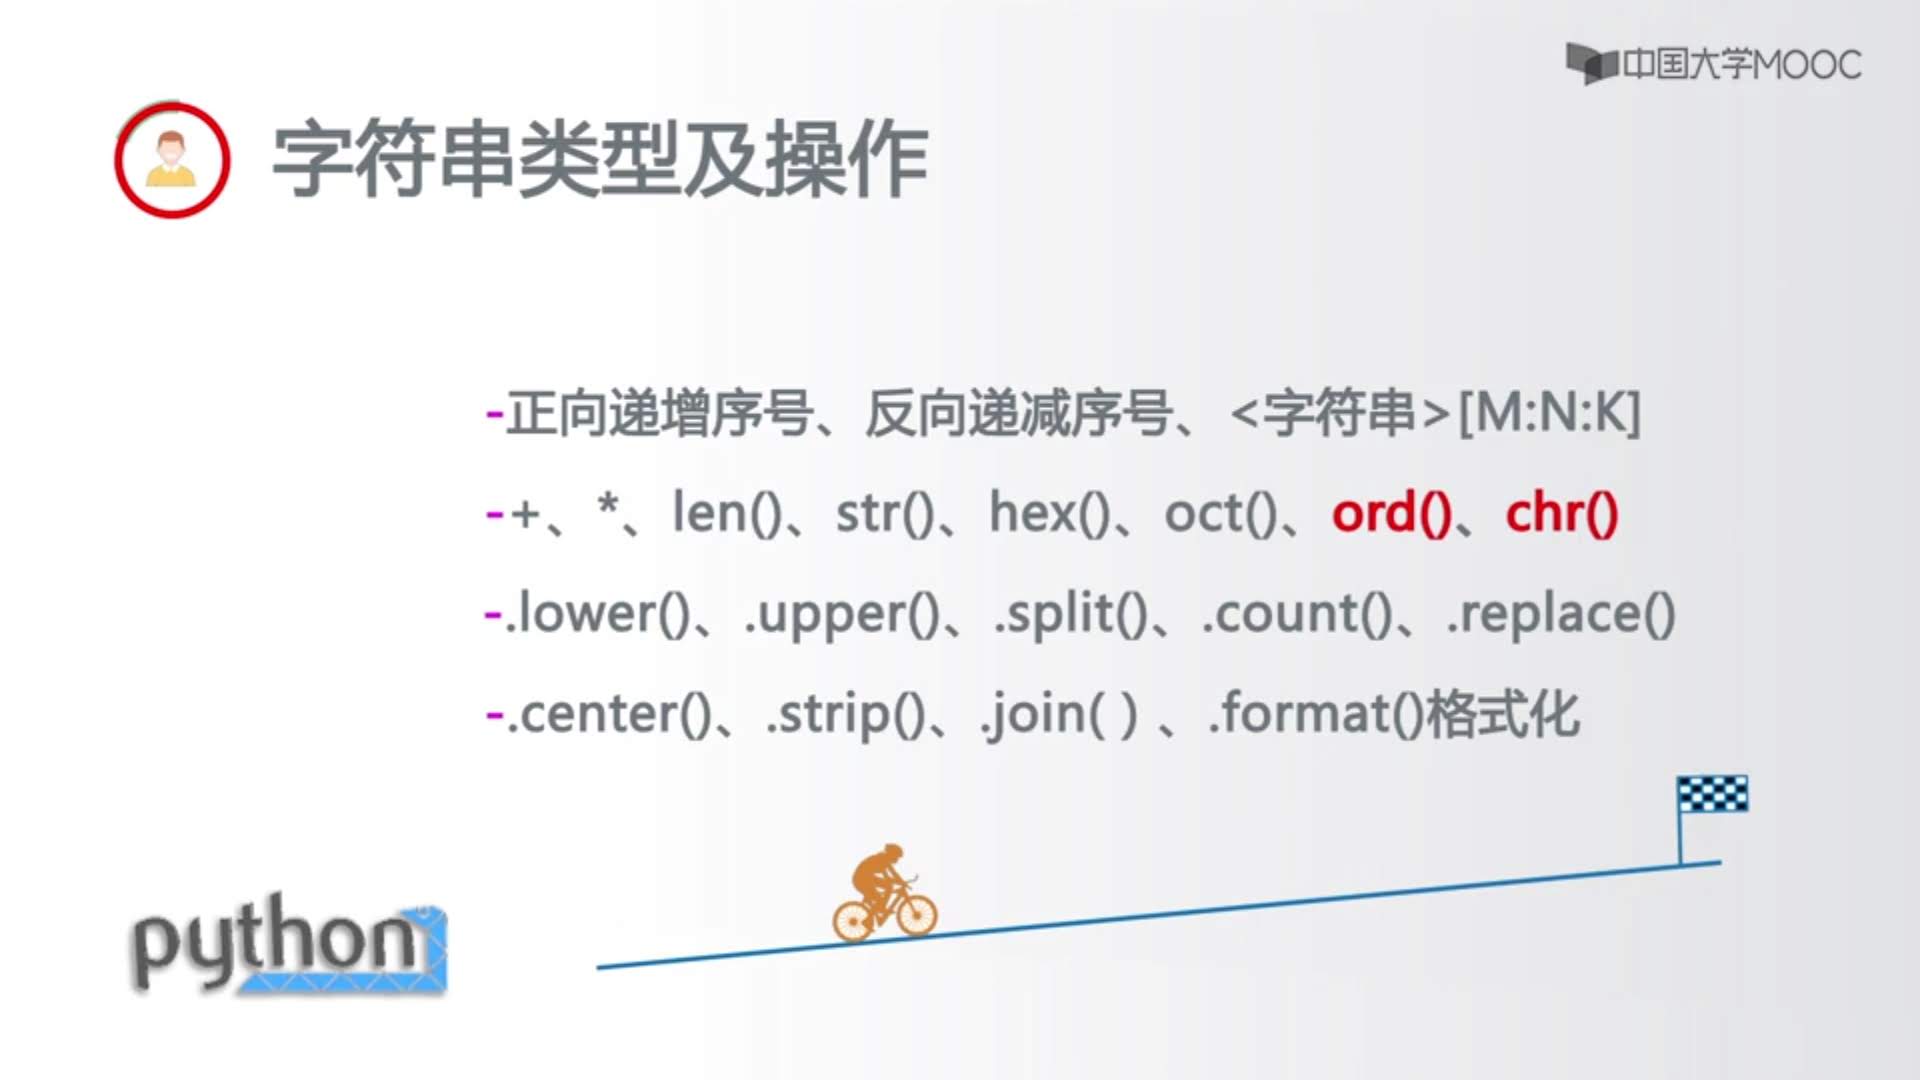 中国大学MOOC
字符串类型及操作
-正向递增序号、反向递减序号、<字符串>[M:N:K]
-+、*、len()、str()、hex()、oct()、ord()、chr()
-.lower()、.upper()、.split()、.count()、.replace()
-.center()、.strip()、.join( ) 、.format()格式化
python